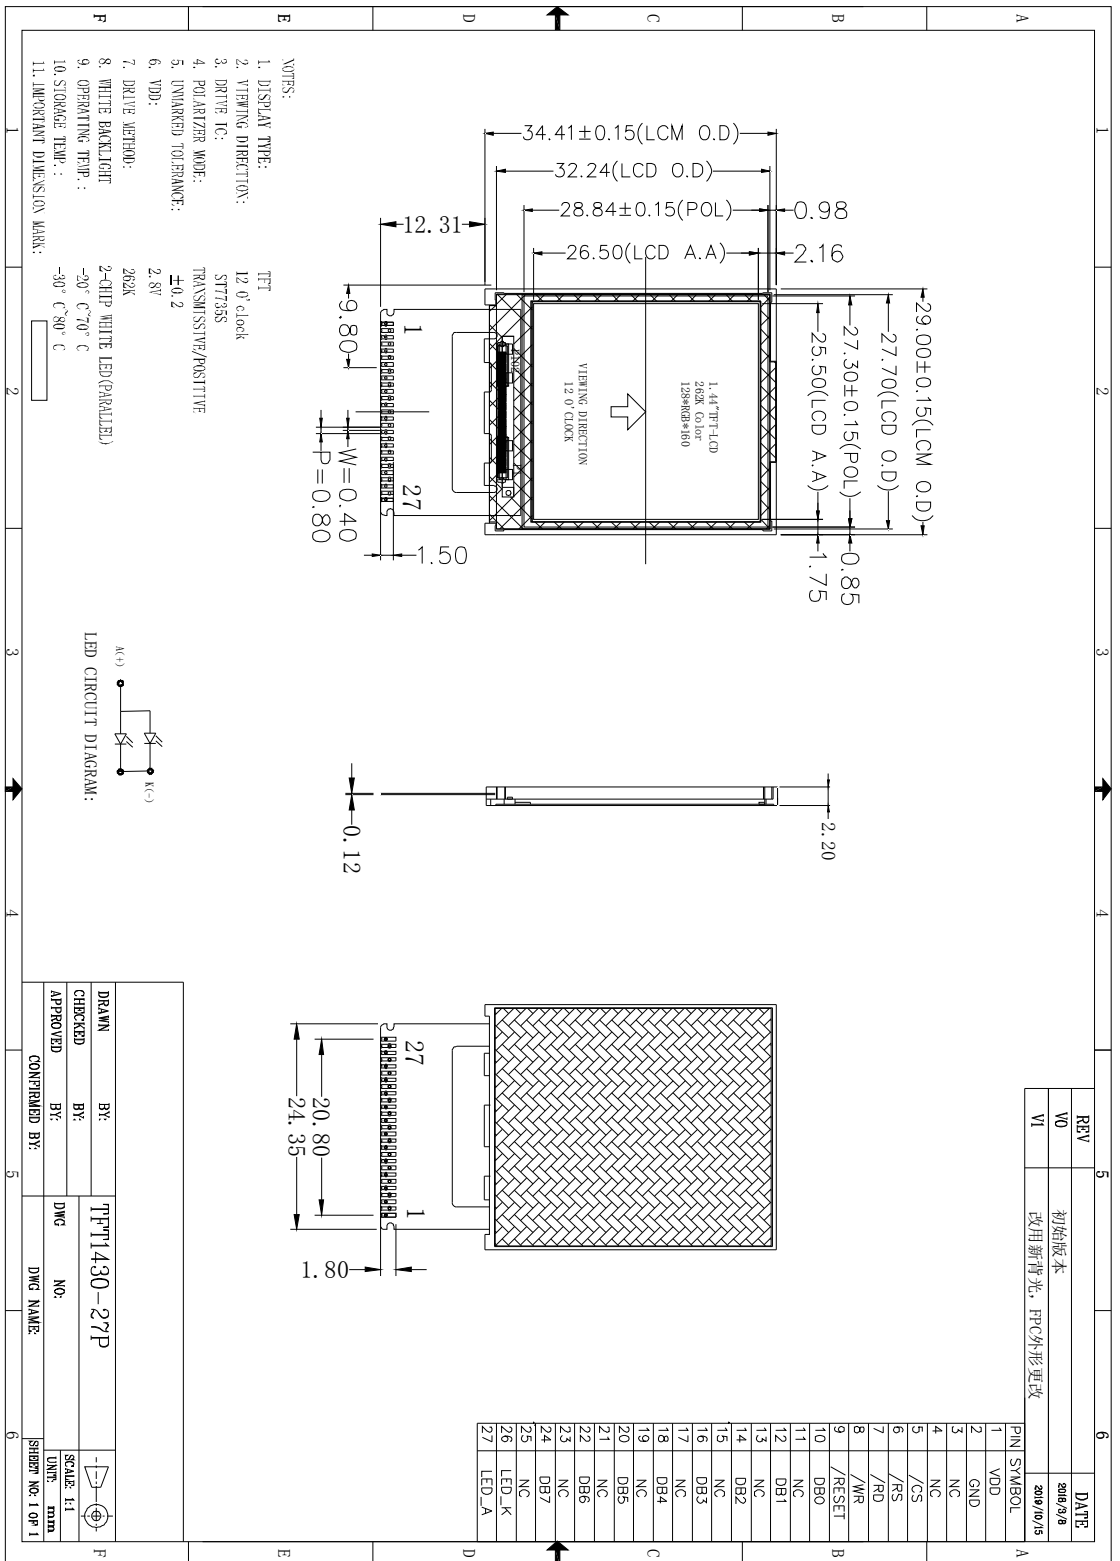 REV
DATE
V0
初始版本
2018/3/8
V1
改用新背光, FPC外形更改
2019/10/15
29.00±0.15(LCM O.D)
27.70(LCD O.D)
27.30±0.15(POL)
0.85
25.50(LCD A.A)
1.75
34.41±0.15(LCM O.D)
32.24(LCD O.D)
28.84±0.15(POL)
0.98
26.50(LCD A.A)
2.16
12.31
1.44"TFT-LCD
262K Color
128*RGB*160
VIEWING DIRECTION
12 O'CLOCK
1
27
1.50
9.80
W=0.40
P=0.80
2.20
0.12
27
1
20.80
24.35
1.80
PIN SYMBOL
1 VDD
2 GND
3 NC
4 NC
5 /CS
6 /RS
7 /RD
8 /WR
9 /RESET
10 DB0
11 NC
12 DB1
13 NC
14 DB2
15 NC
16 DB3
17 NC
18 DB4
19 NC
20 DB5
21 NC
22 DB6
23 NC
24 DB7
25 NC
26 LED_K
27 LED_A
NOTES:
1. DISPLAY TYPE: TFT
2. VIEWING DIRECTION: 12 O'clock
3. DRIVE IC: ST7735S
4. POLARIZER MODE: TRANSMISSIVE/POSITIVE
5. UNMARKED TOLERANCE: ±0.2
6. VDD: 2.8V
7. DRIVE METHOD: 262K
8. WHITE BACKLIGHT 2-CHIP WHITE LED(PARALLEL)
9. OPERATING TEMP.: -20° C~70° C
10.STORAGE TEMP.: -30° C~80° C
11.IMPORTANT DIMENSION MARK:
A(+)
K(-)
LED CIRCUIT DIAGRAM:
DRAWN BY:
CHECKED BY:
APPROVED BY:
CONFIRMED BY:
TFT1430-27P
DWG NO:
DWG NAME:
SCALE: 1:1
UNIT: mm
SHEET NO: 1 OF 1
1 2 3 4 5 6
A B C D E F
1 2 3 4 5 6
A B C D E F